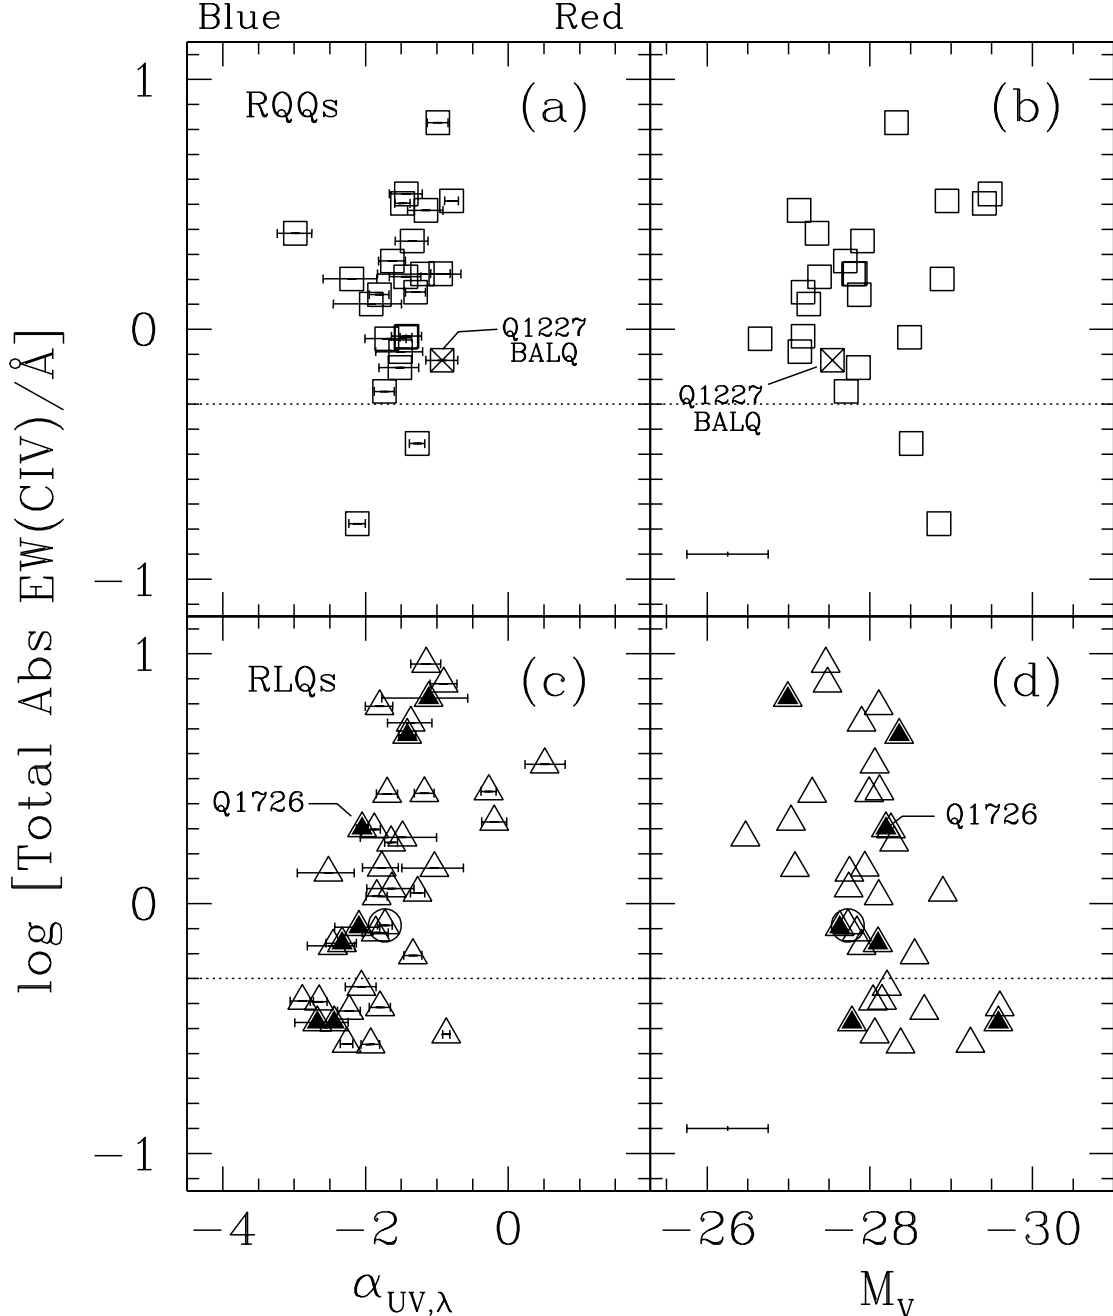 Blue Red
1 RQQs (a) (b)
0 Q1227
BALQ
Q1227
BALQ
−1
log [Total Abs EW(CIV)/Å]
1 RLQs (c) (d)
Q1726 Q1726
0
−1
−4 −2 0 −26 −28 −30
α_UV,λ M_V